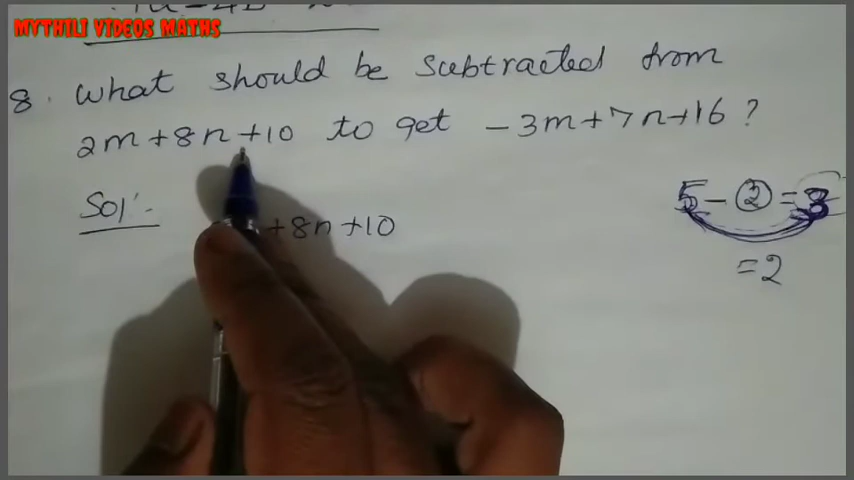 MYTHILI VIDEOS MATHS
8. What should be subtracted from
2m+8n+10 to get -3m+7n+16?
Sol:-
+8n+10
5-2=3
=2